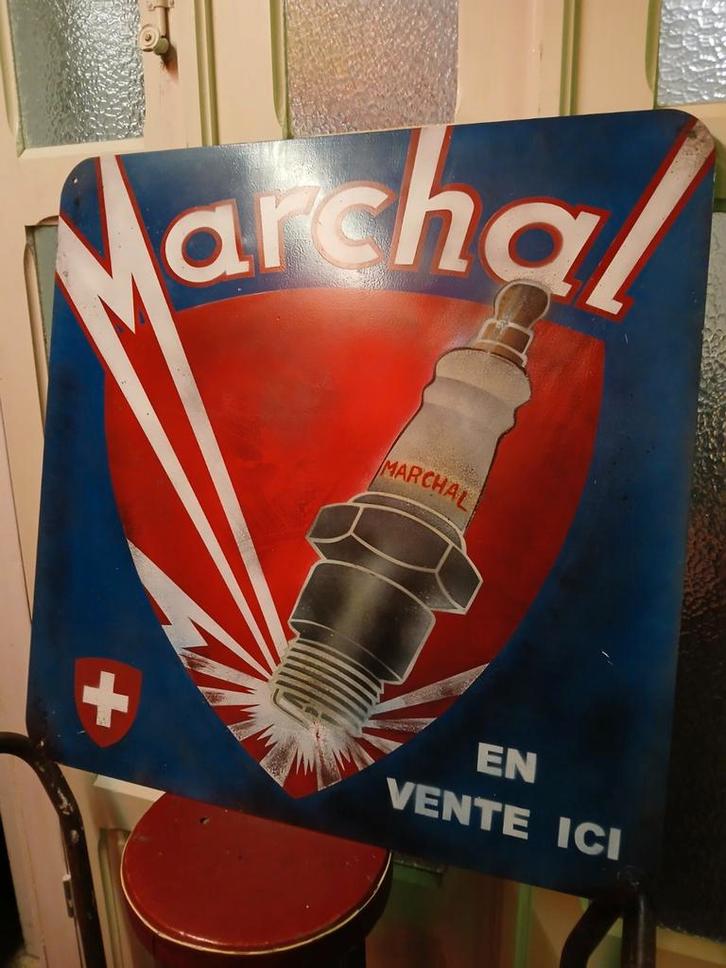 Marchal
MARCHAL
EN
VENTE ICI